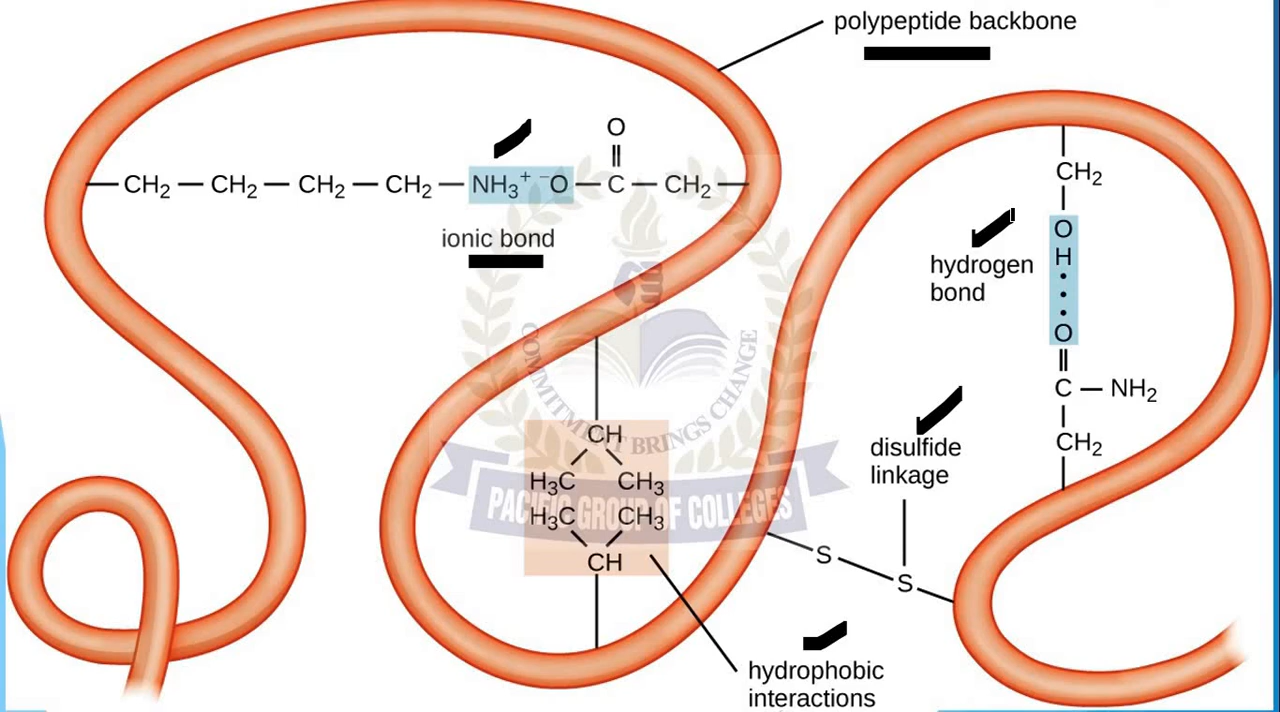 polypeptide backbone
O
CH₂ — CH₂ — CH₂ — CH₂ — NH₃⁺ ⁻O — C — CH₂
ionic bond
CH₂
O
H
hydrogen
bond
O
C — NH₂
CH₂
COMMITMENT BRINGS CHANGE
disulfide
linkage
CH
H₃C CH₃
PACIFIC GROUP OF COLLEGES
H₃C CH₃
CH
S
S
hydrophobic
interactions